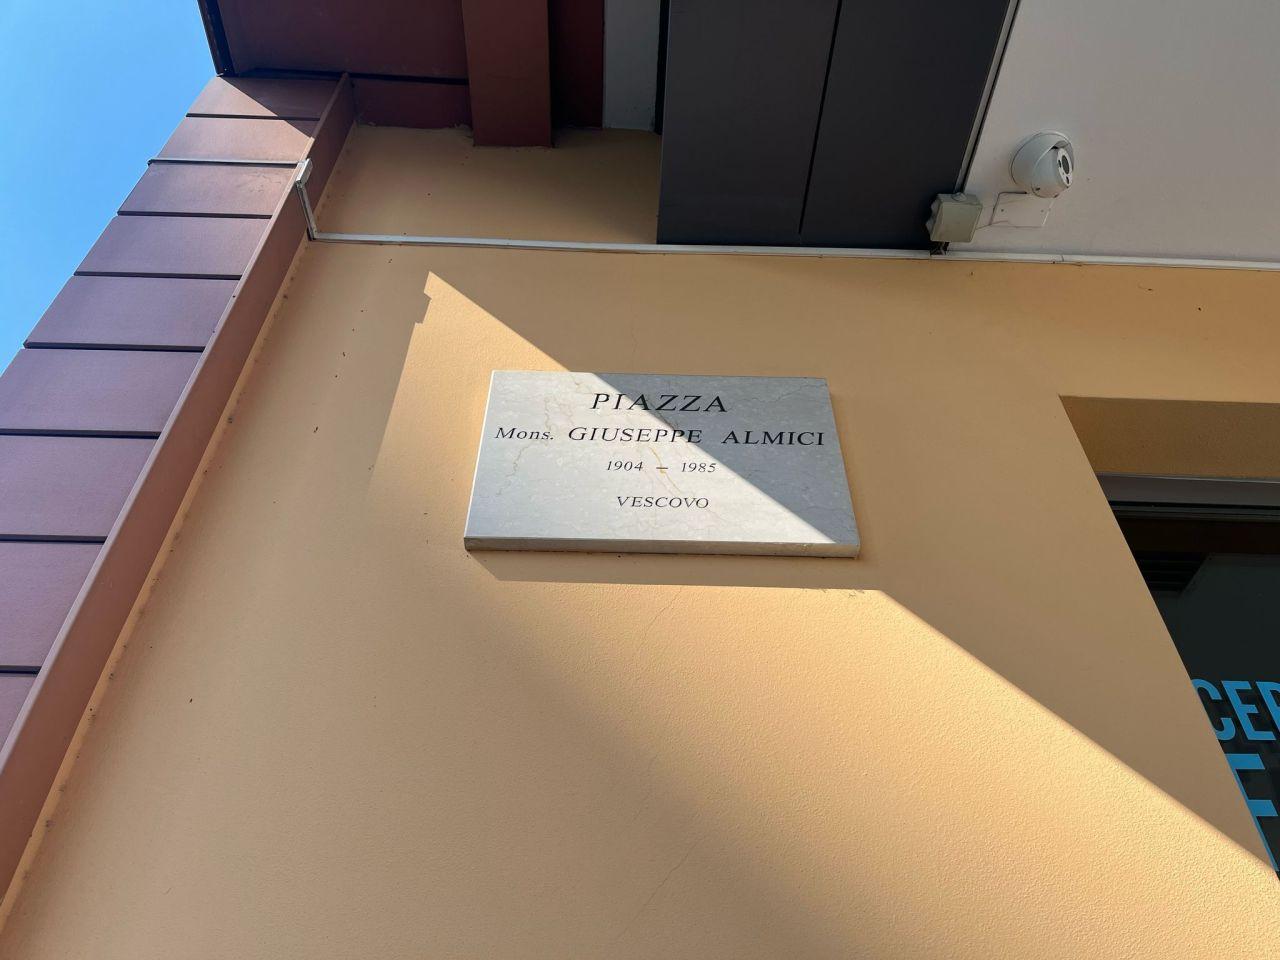 PIAZZA
Mons. GIUSEPPE ALMICI
1904 – 1985
VESCOVO